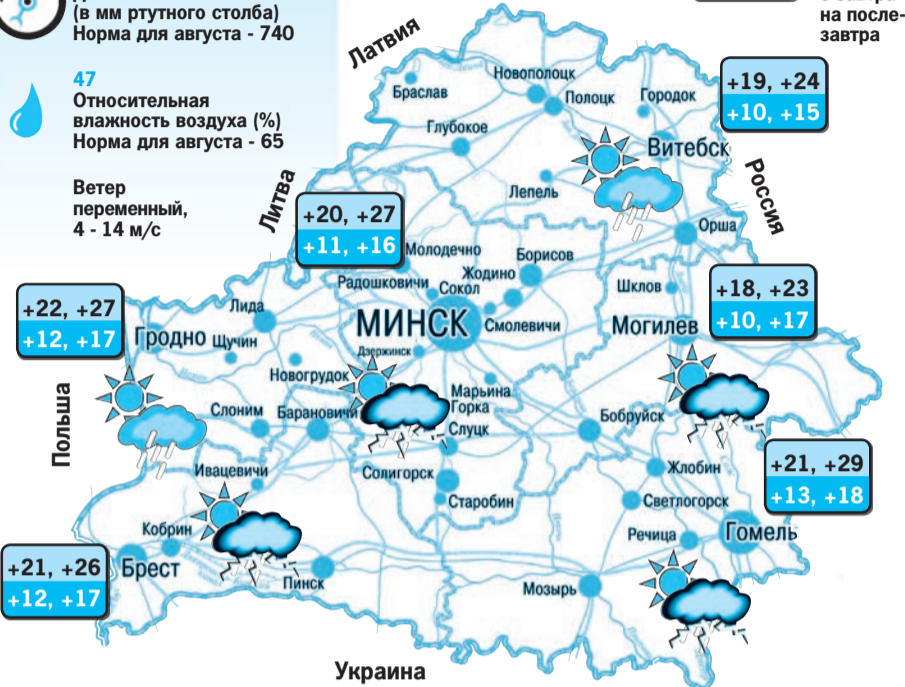 (в мм ртутного столба)
Норма для августа - 740
47
Относительная
влажность воздуха (%)
Норма для августа - 65
Ветер
переменный,
4 - 14 м/с
на после-
завтра
Латвия
Литва
Россия
Польша
Украина
Браслав
Новополоцк
Полоцк
Городок
+19, +24
+10, +15
Глубокое
Витебск
Лепель
+20, +27
+11, +16
Орша
Молодечно
Борисов
Жодино
Радошковичи
Сокол
Шклов
+18, +23
+10, +17
+22, +27
+12, +17
Лида
МИНСК
Смолевичи
Могилев
Гродно
Щучин
Дзержинск
Новогрудок
Марьина
Горка
Слоним
Барановичи
Бобруйск
Слуцк
Ивацевичи
Солигорск
Жлобин
+21, +29
+13, +18
Старобин
Светлогорск
Кобрин
Речица
Гомель
+21, +26
+12, +17
Брест
Пинск
Мозырь